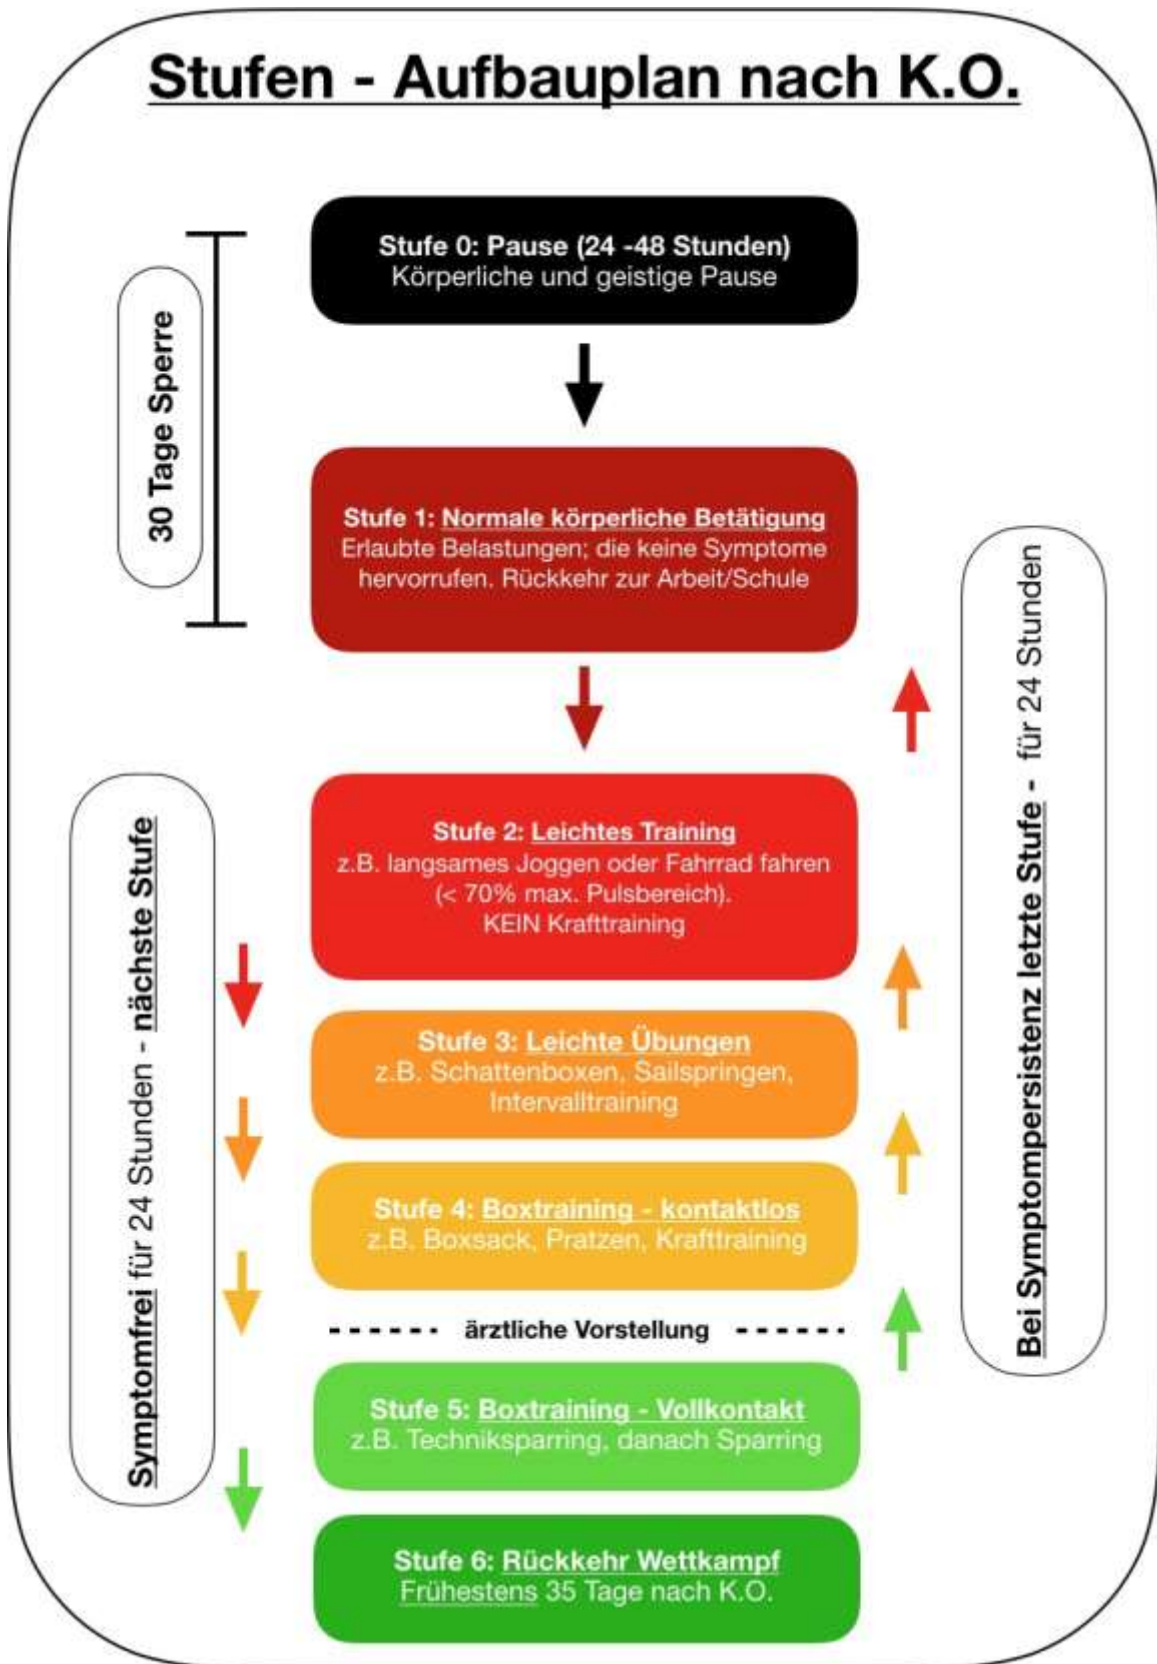 Stufen - Aufbauplan nach K.O.
Stufe 0: Pause (24 -48 Stunden)
Körperliche und geistige Pause
30 Tage Sperre
Stufe 1: Normale körperliche Betätigung
Erlaubte Belastungen; die keine Symptome
hervorrufen. Rückkehr zur Arbeit/Schule
Stufe 2: Leichtes Training
z.B. langsames Joggen oder Fahrrad fahren
(< 70% max. Pulsbereich).
KEIN Krafttraining
Symptomfrei für 24 Stunden - nächste Stufe
Bei Symptompersistenz letzte Stufe - für 24 Stunden
Stufe 3: Leichte Übungen
z.B. Schattenboxen, Sailspringen,
Intervalltraining
Stufe 4: Boxtraining - kontaktlos
z.B. Boxsack, Pratzen, Krafttraining
ärztliche Vorstellung
Stufe 5: Boxtraining - Vollkontakt
z.B. Techniksparring, danach Sparring
Stufe 6: Rückkehr Wettkampf
Frühestens 35 Tage nach K.O.